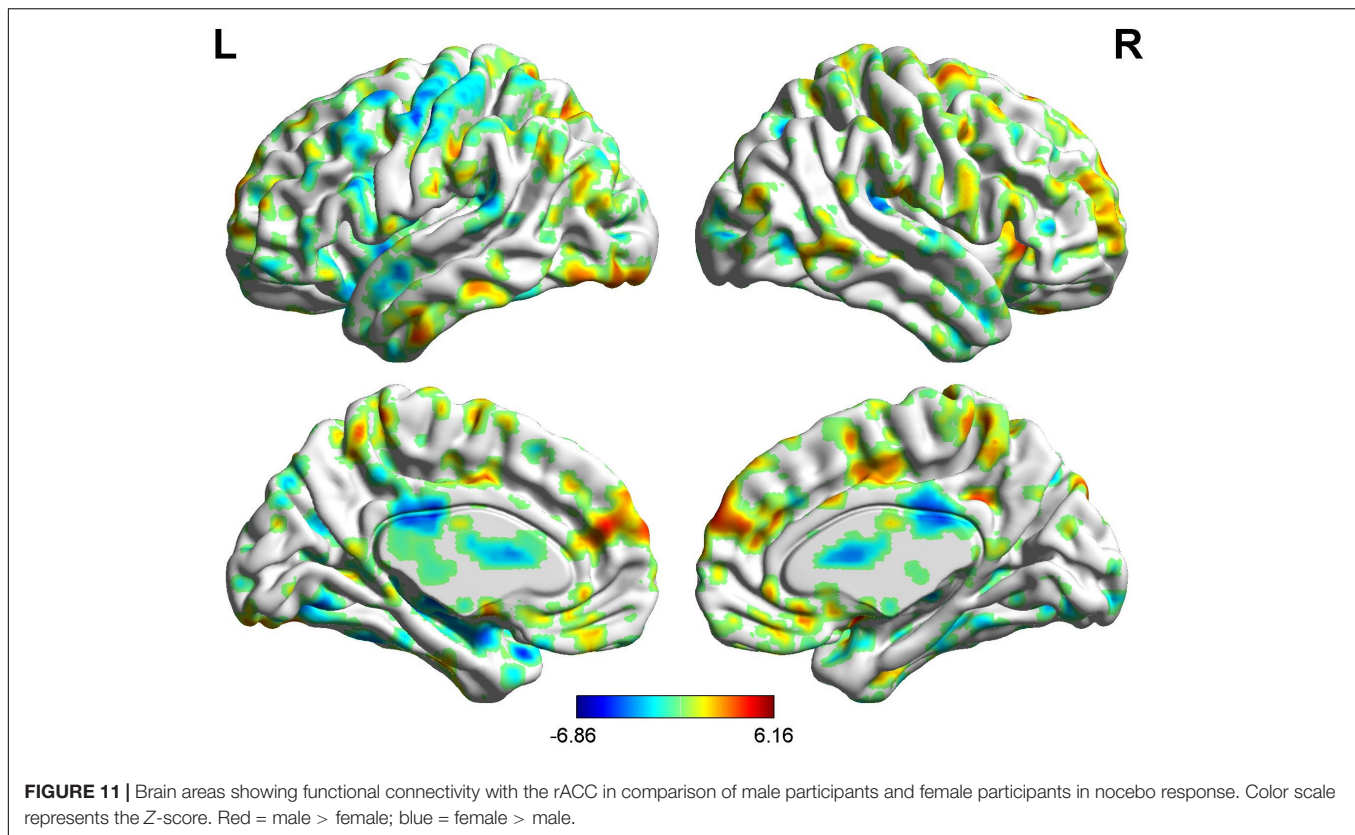 L R
-6.86 6.16
FIGURE 11 | Brain areas showing functional connectivity with the rACC in comparison of male participants and female participants in nocebo response. Color scale
represents the Z-score. Red = male > female; blue = female > male.